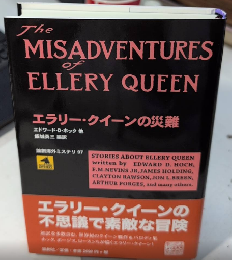 The
MISADVENTURES
of
ELLERY QUEEN
エラリー・クイーンの災難
エドワード・D・ホック 他
飯城勇三 編訳
論創海外ミステリ 97
STORIES ABOUT ELLERY QUEEN
written by EDWARD D. HOCH,
F. M. NEVINS JR, JAMES HOLDING,
CLAYTON RAWSON, JON L. BREEN,
ARTHUR PORGES, and many others.
エラリー・クイーンの
不思議で素敵な冒険